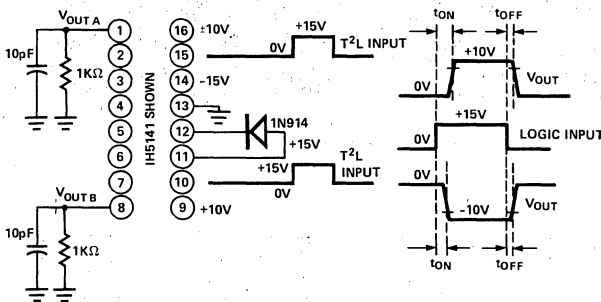 V OUT A
10pF
1KΩ
1
2
3
4
5
6
7
8
IH5141 SHOWN
V OUT B
10pF
1KΩ
16 ±10V
15
14 -15V
13
12
11
10
9 +10V
1N914
+15V
0V
+15V
T²L INPUT
+15V
0V
T²L
INPUT
tON
tOFF
0V
+10V
VOUT
0V
+15V
LOGIC INPUT
0V
-10V
VOUT
tON
tOFF